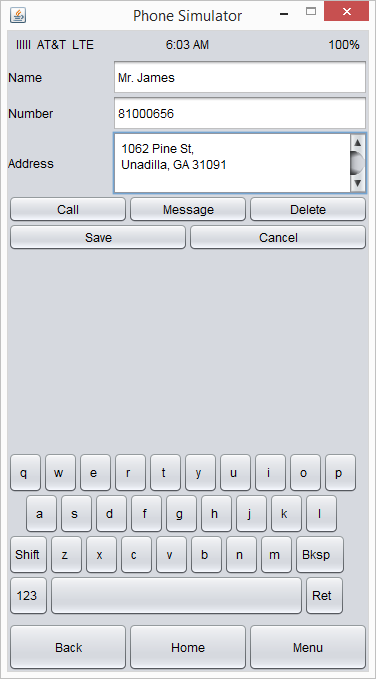 Phone Simulator
IIIII AT&T LTE 6:03 AM 100%
Name Mr. James
Number 81000656
Address 1062 Pine St,
Unadilla, GA 31091
Call Message Delete
Save Cancel
q w e r t y u i o p
a s d f g h j k l
Shift z x c v b n m Bksp
123 Ret
Back Home Menu